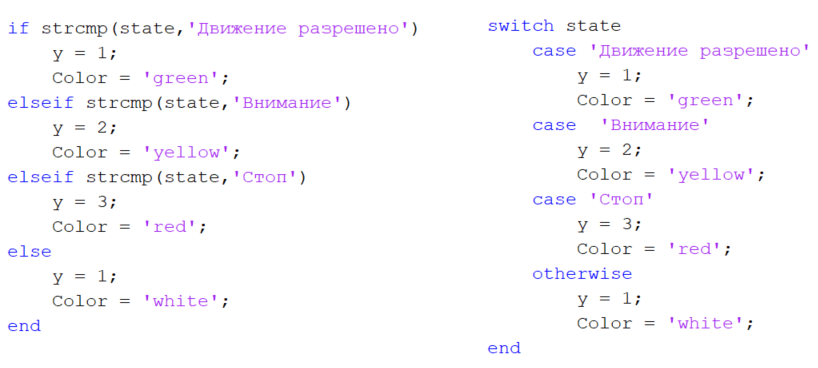 if strcmp(state,'Движение разрешено')
    y = 1;
    Color = 'green';
elseif strcmp(state,'Внимание')
    y = 2;
    Color = 'yellow';
elseif strcmp(state,'Стоп')
    y = 3;
    Color = 'red';
else
    y = 1;
    Color = 'white';
end
switch state
    case 'Движение разрешено'
        y = 1;
        Color = 'green';
    case  'Внимание'
        y = 2;
        Color = 'yellow';
    case 'Стоп'
        y = 3;
        Color = 'red';
    otherwise
        y = 1;
        Color = 'white';
end